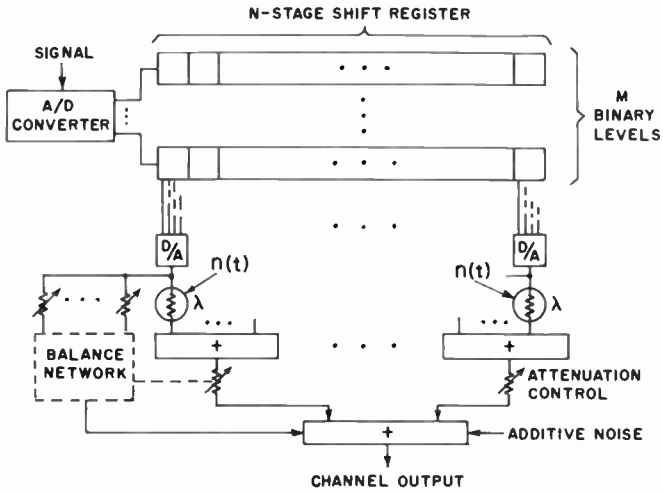 N-STAGE SHIFT REGISTER
SIGNAL
A/D
CONVERTER
M
BINARY
LEVELS
D/A
D/A
n(t)
n(t)
λ
λ
+
+
BALANCE
NETWORK
ATTENUATION
CONTROL
+
ADDITIVE NOISE
CHANNEL OUTPUT